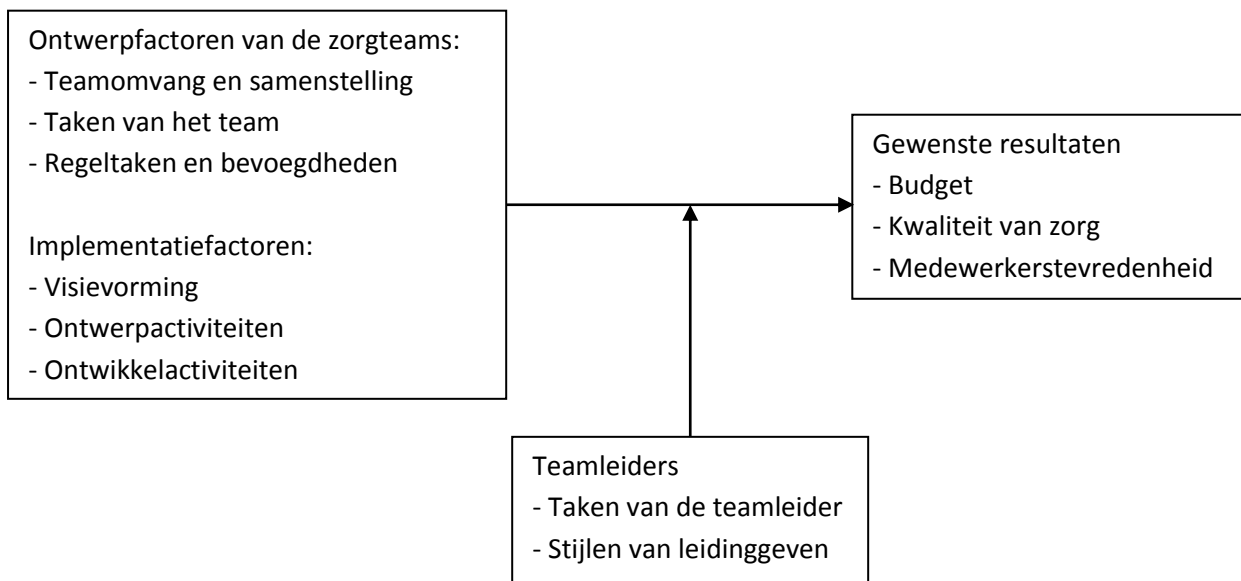 Ontwerpfactoren van de zorgteams:
- Teamomvang en samenstelling
- Taken van het team
- Regeltaken en bevoegdheden
Implementatiefactoren:
- Visievorming
- Ontwerpactiviteiten
- Ontwikkelactiviteiten
Gewenste resultaten
- Budget
- Kwaliteit van zorg
- Medewerkerstevredenheid
Teamleiders
- Taken van de teamleider
- Stijlen van leidinggeven